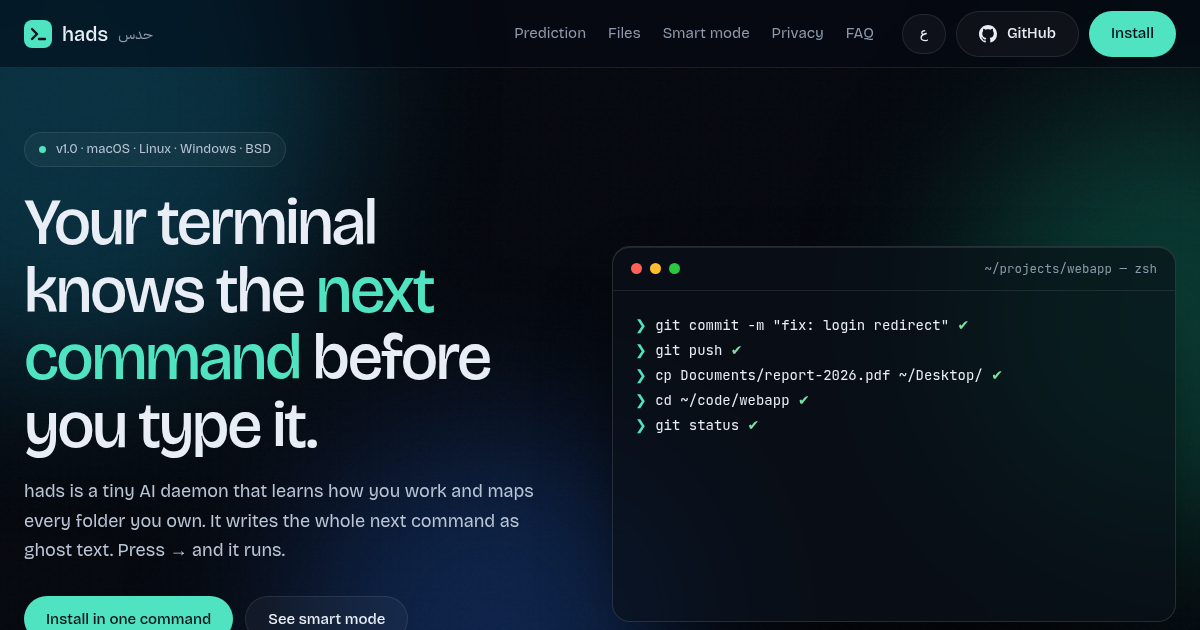 hads حدس
Prediction Files Smart mode Privacy FAQ ع GitHub Install
v1.0 · macOS · Linux · Windows · BSD
Your terminal
knows the next
command before
you type it.
hads is a tiny AI daemon that learns how you work and maps
every folder you own. It writes the whole next command as
ghost text. Press → and it runs.
Install in one command See smart mode
~/projects/webapp — zsh
❯ git commit -m "fix: login redirect" ✔
❯ git push ✔
❯ cp Documents/report-2026.pdf ~/Desktop/ ✔
❯ cd ~/code/webapp ✔
❯ git status ✔